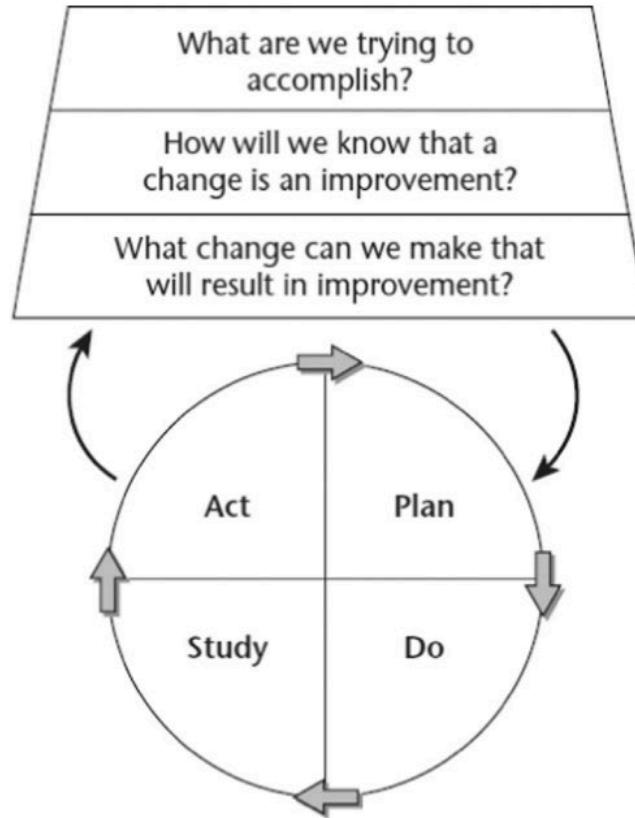 What are we trying to
accomplish?
How will we know that a
change is an improvement?
What change can we make that
will result in improvement?
Act
Plan
Study
Do